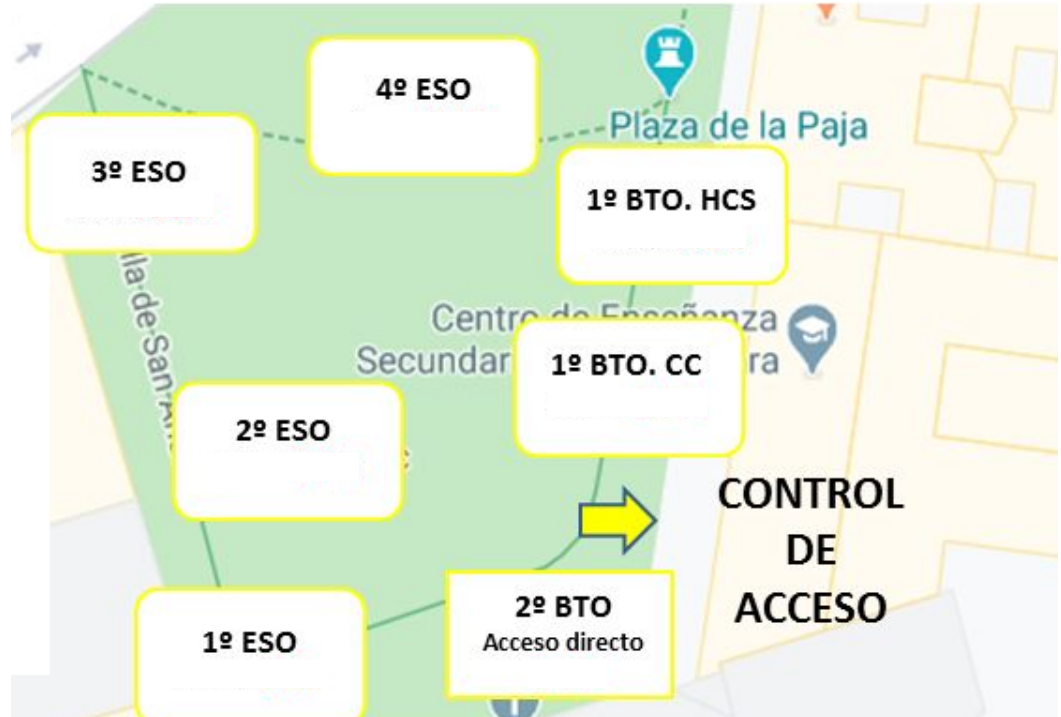 4º ESO
Plaza de la Paja
3º ESO
1º BTO. HCS
Centro de Enseñanza
Secundar
ra
1º BTO. CC
2º ESO
CONTROL
DE
ACCESO
2º BTO
Acceso directo
1º ESO